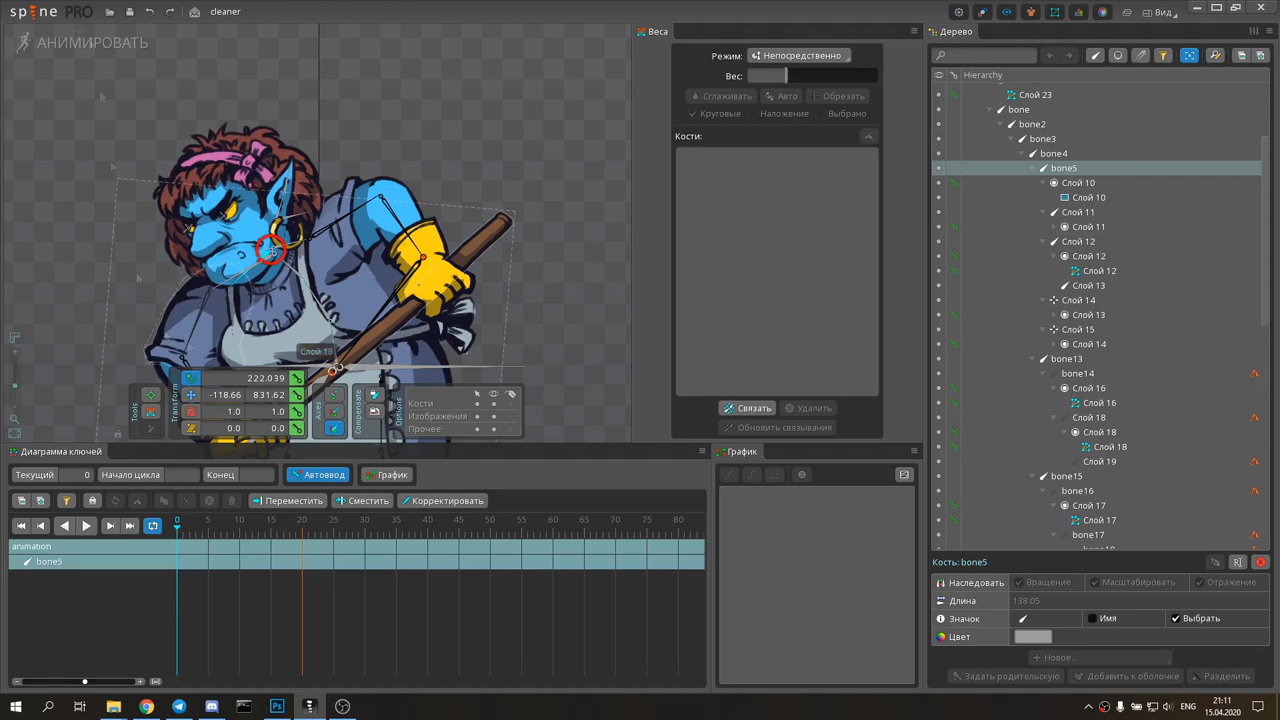 spine PRO
cleaner
Вид
АНИМИРОВАТЬ
Веса
Режим: Непосредственно
Вес:
Сглаживать Авто Обрезать
Круговые Наложение Выбрано
Кости:
Связать Удалить
Обновить связывания
Дерево
Hierarchy
Слой 23
bone
bone2
bone3
bone4
bone5
Слой 10
Слой 10
Слой 11
Слой 11
Слой 12
Слой 12
Слой 12
Слой 13
Слой 14
Слой 13
Слой 15
Слой 14
bone13
bone14
Слой 16
Слой 16
Слой 18
Слой 18
Слой 18
Слой 19
bone15
bone16
Слой 17
Слой 17
bone17
Кость: bone5
Наследовать Вращение Масштабировать Отражение
Длина 138.05
Значок Имя Выбрать
Цвет
Новое...
Задать родительскую Добавить к оболочке Разделить
Tools
Transform
222.039
-118.66 831.62
1.0 1.0
0.0 0.0
Axes
Compensate
Options
Кости
Изображения
Прочее
Диаграмма ключей
Текущий 0 Начало цикла Конец Автоввод График
Переместить Сместить Корректировать
0 5 10 15 20 25 30 35 40 45 50 55 60 65 70 75 80
animation
bone5
График
Ps
ENG
21:11
15.04.2020